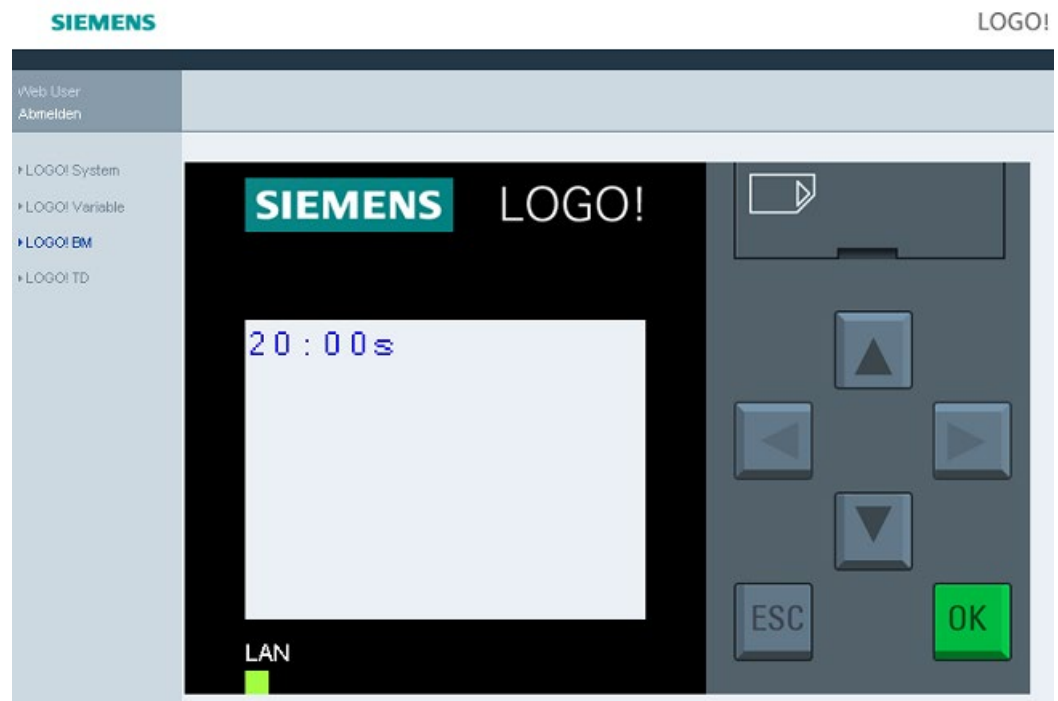 SIEMENS
LOGO!
Web User
Abmelden
LOGO! System
LOGO! Variable
LOGO! BM
LOGO! TD
SIEMENS LOGO!
20:00s
ESC
OK
LAN